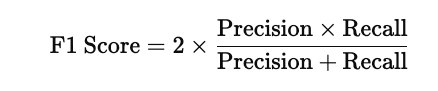 F1 Score = 2 × Precision × Recall / Precision + Recall